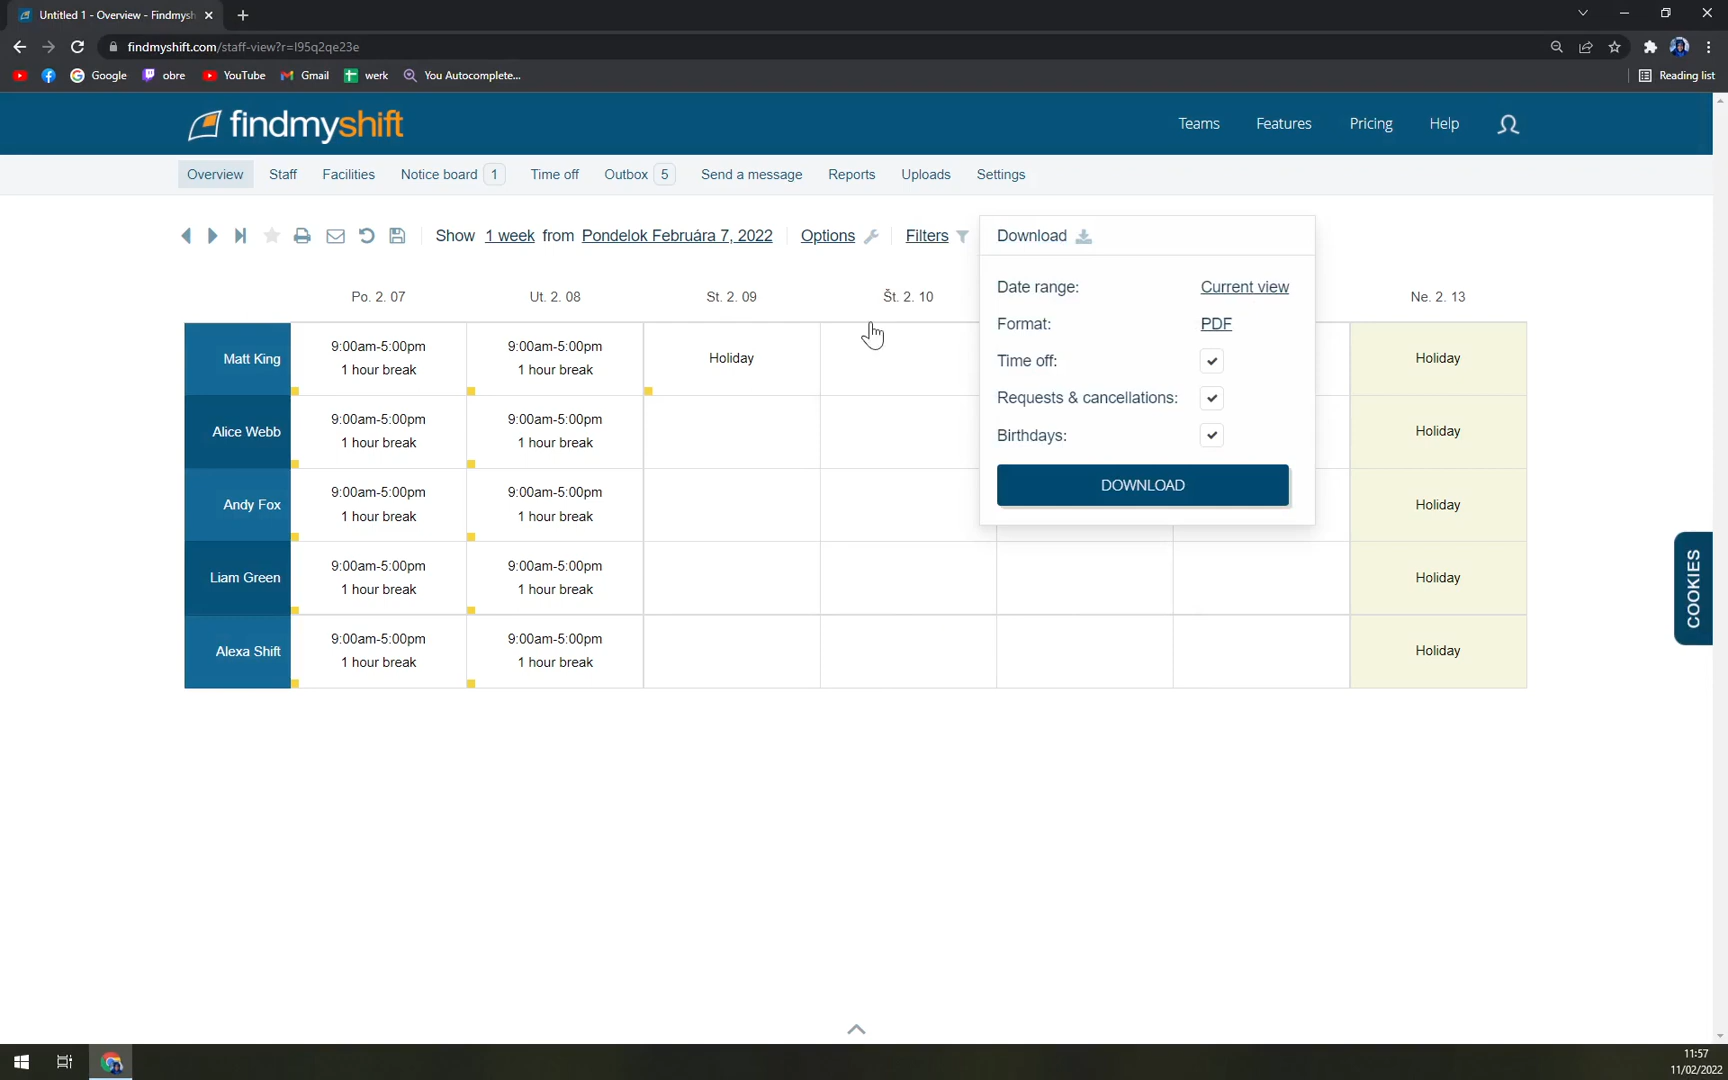 Untitled 1 - Overview - Findmysh
findmyshift.com/staff-view?r=l95q2qe23e
Google
obre
YouTube
Gmail
werk
You Autocomplete...
Reading list
findmyshift
Teams
Features
Pricing
Help
Overview
Staff
Facilities
Notice board 1
Time off
Outbox 5
Send a message
Reports
Uploads
Settings
Show 1 week from Pondelok Februára 7, 2022
Options
Filters
Download
Date range: Current view
Format: PDF
Time off:
Requests & cancellations:
Birthdays:
DOWNLOAD
Po. 2. 07
Ut. 2. 08
St. 2. 09
Št. 2. 10
Ne. 2. 13
Matt King
9:00am-5:00pm
1 hour break
9:00am-5:00pm
1 hour break
Holiday
Holiday
Alice Webb
9:00am-5:00pm
1 hour break
9:00am-5:00pm
1 hour break
Holiday
Andy Fox
9:00am-5:00pm
1 hour break
9:00am-5:00pm
1 hour break
Holiday
Liam Green
9:00am-5:00pm
1 hour break
9:00am-5:00pm
1 hour break
Holiday
Alexa Shift
9:00am-5:00pm
1 hour break
9:00am-5:00pm
1 hour break
Holiday
COOKIES
11:57
11/02/2022